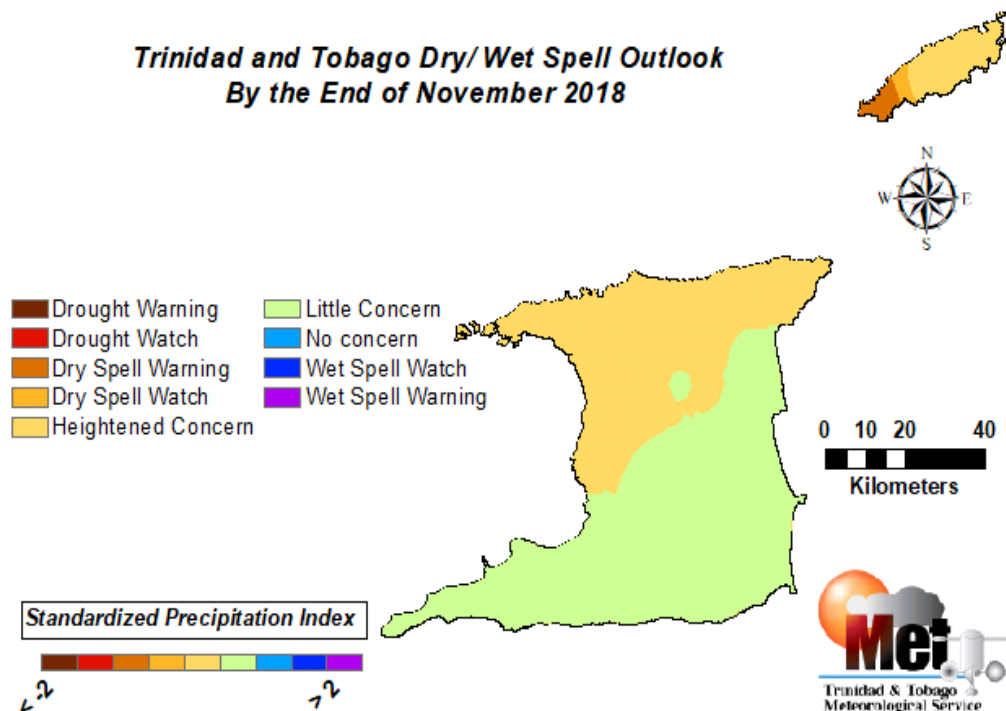 Trinidad and Tobago Dry/ Wet Spell Outlook
By the End of November 2018
N
W E
S
Drought Warning
Drought Watch
Dry Spell Warning
Dry Spell Watch
Heightened Concern
Little Concern
No concern
Wet Spell Watch
Wet Spell Warning
0 10 20 40
Kilometers
Standardized Precipitation Index
< -2
> 2
Met
Trinidad & Tobago
Meteorological Service